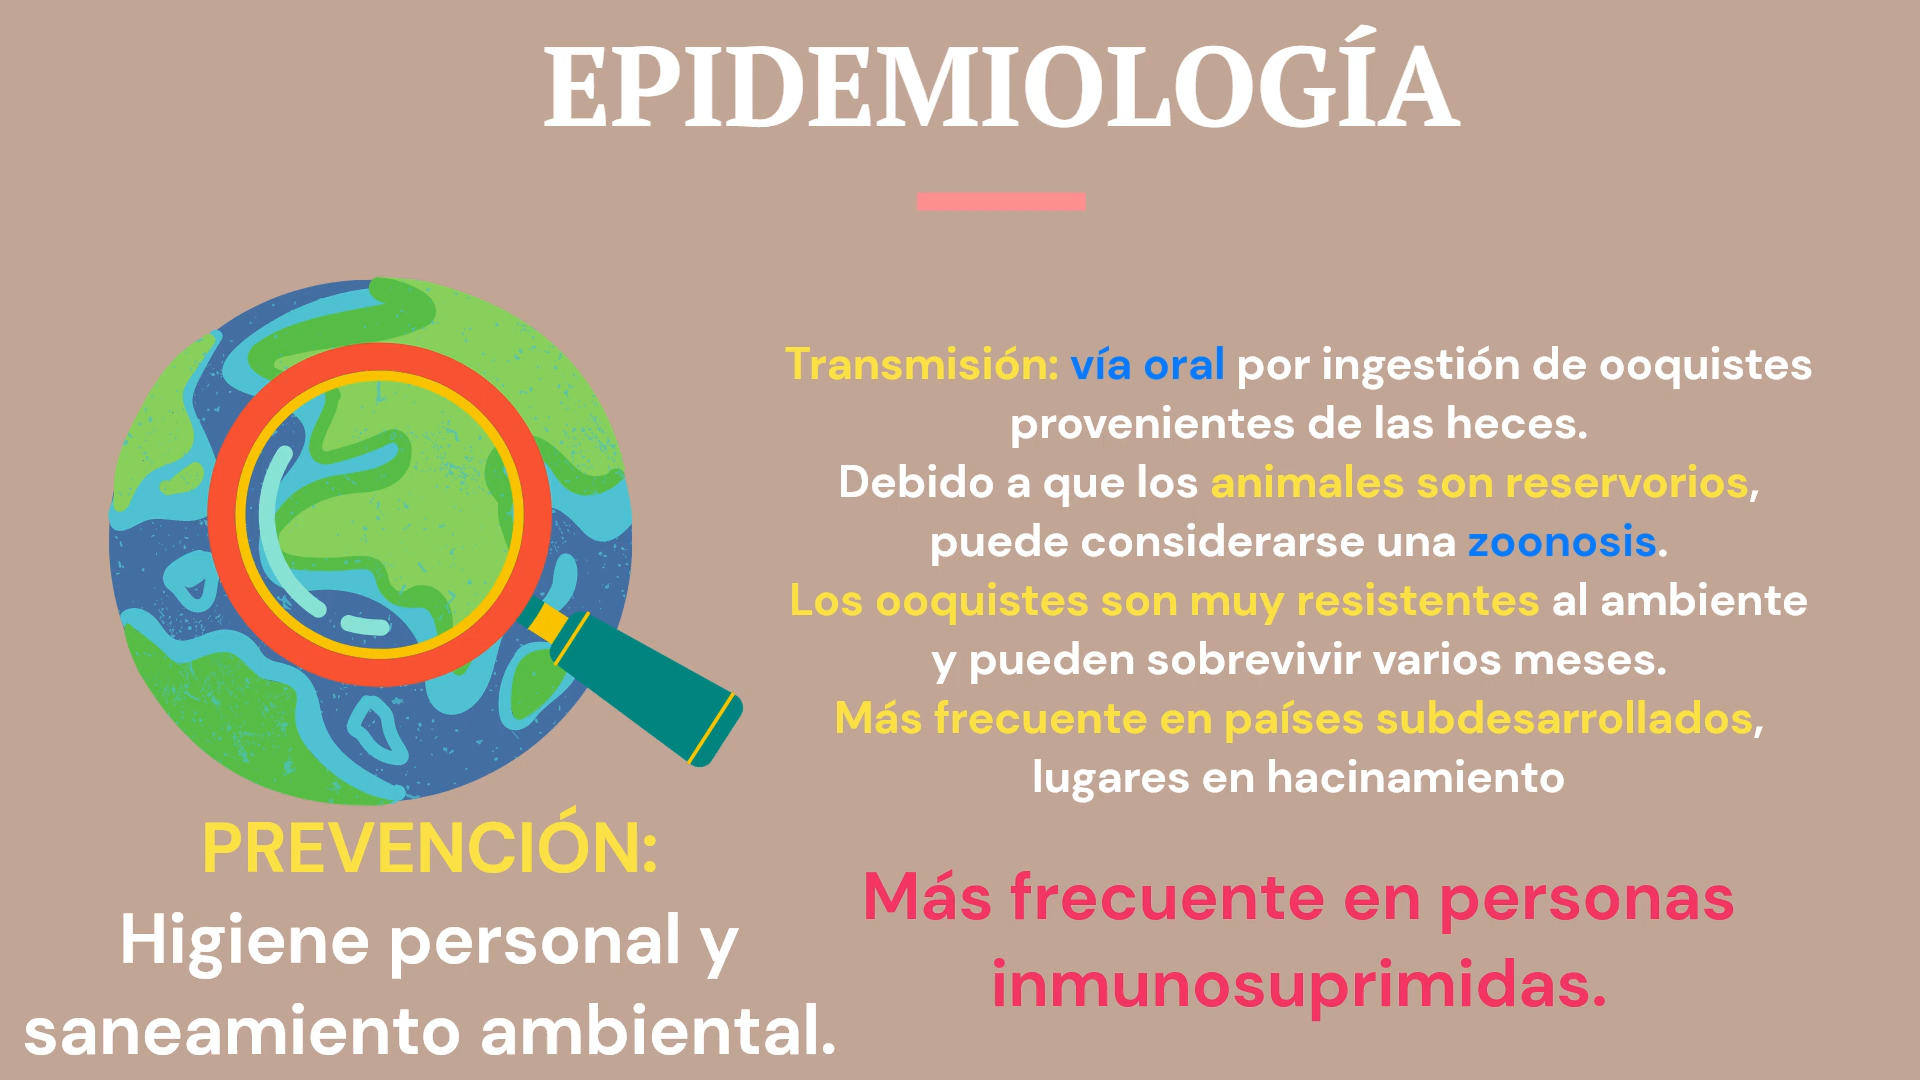 EPIDEMIOLOGÍA
Transmisión: vía oral por ingestión de ooquistes
provenientes de las heces.
Debido a que los animales son reservorios,
puede considerarse una zoonosis.
Los ooquistes son muy resistentes al ambiente
y pueden sobrevivir varios meses.
Más frecuente en países subdesarrollados,
lugares en hacinamiento
PREVENCIÓN:
Higiene personal y
saneamiento ambiental.
Más frecuente en personas
inmunosuprimidas.